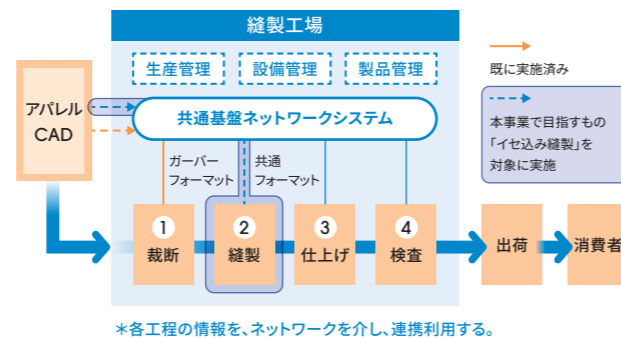 縫製工場
生産管理
設備管理
製品管理
既に実施済み
アパレル
CAD
共通基盤ネットワークシステム
本事業で目指すもの
「イセ込み縫製」を
対象に実施
ガーバー
フォーマット
共通
フォーマット
1
裁断
2
縫製
3
仕上げ
4
検査
出荷
消費者
＊各工程の情報を、ネットワークを介し、連携利用する。